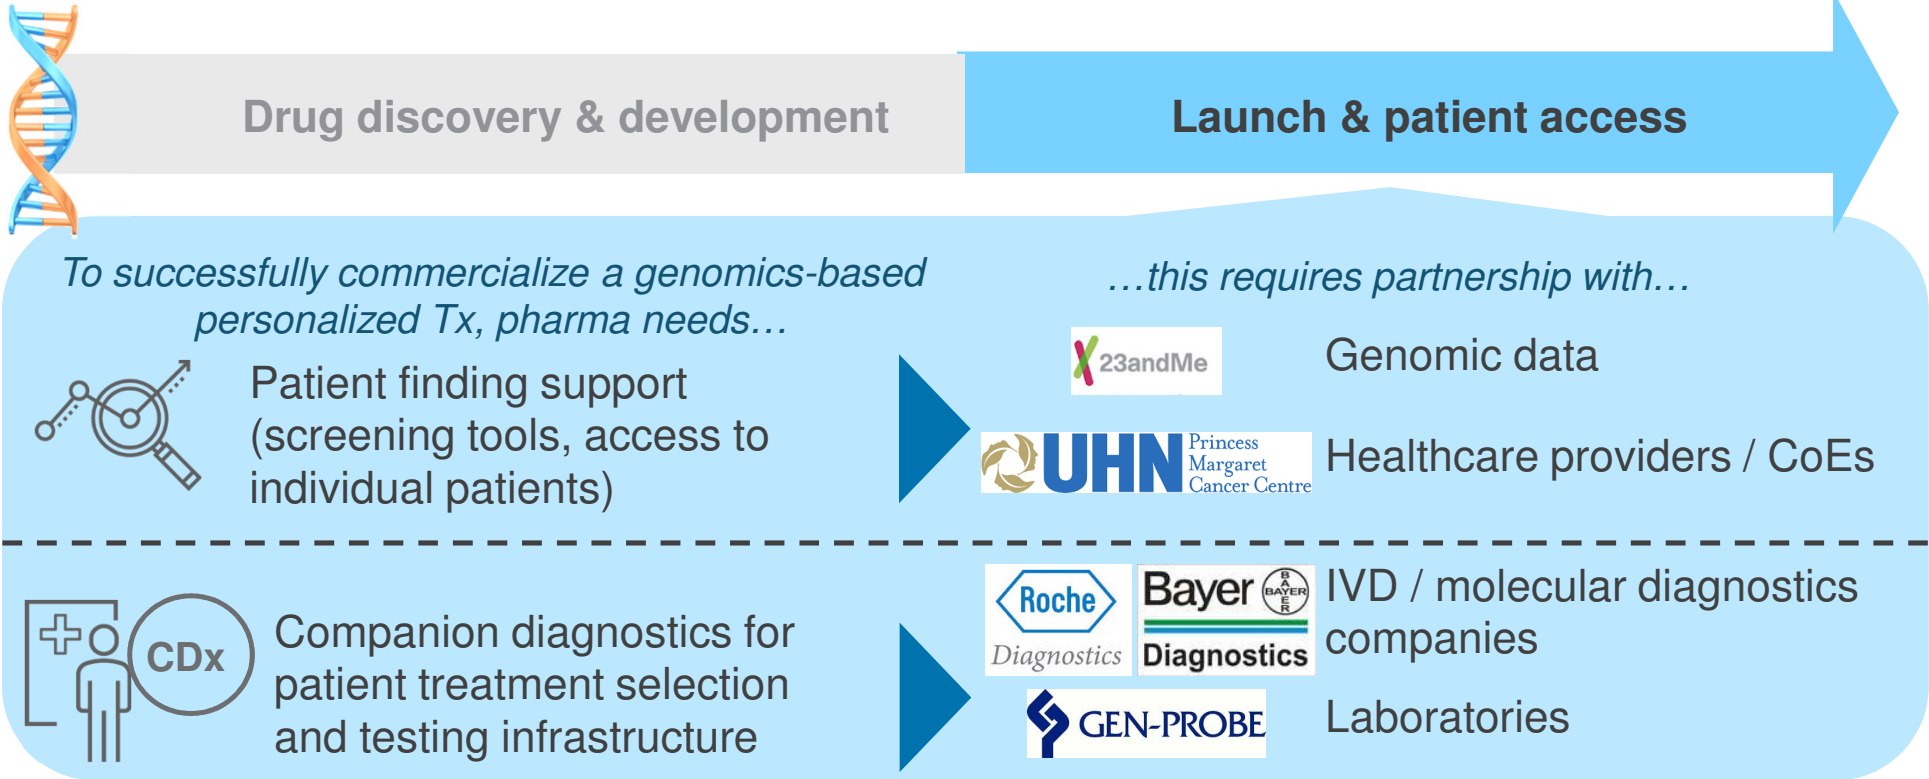 Drug discovery & development
Launch & patient access
To successfully commercialize a genomics-based
personalized Tx, pharma needs…
…this requires partnership with…
Patient finding support
(screening tools, access to
individual patients)
23andMe
Genomic data
UHN
Princess
Margaret
Cancer Centre
Healthcare providers / CoEs
CDx
Companion diagnostics for
patient treatment selection
and testing infrastructure
Roche
Diagnostics
Bayer
BAYER
BAYER
Diagnostics
IVD / molecular diagnostics
companies
GEN-PROBE
Laboratories